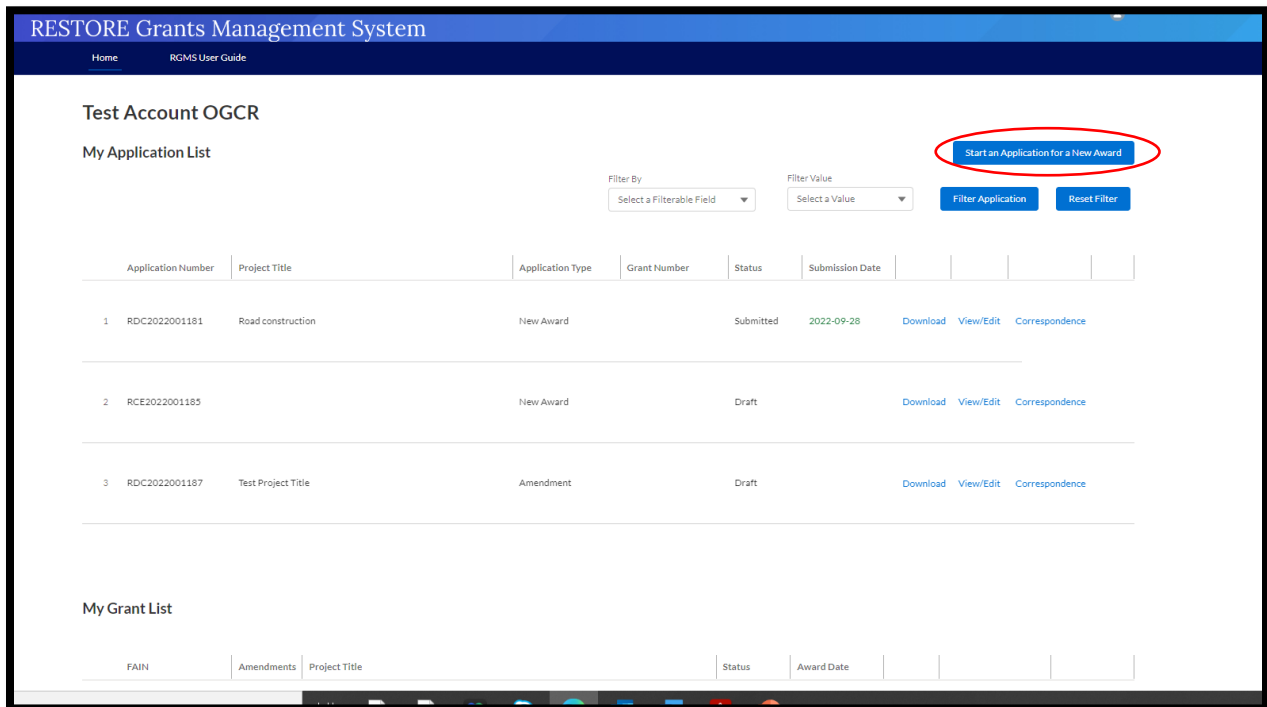 RESTORE Grants Management System
Home RGMS User Guide
Test Account OGCR
My Application List
Start an Application for a New Award
Filter By Filter Value
Select a Filterable Field Select a Value Filter Application Reset Filter
Application Number Project Title Application Type Grant Number Status Submission Date
1 RDC2022001181 Road construction New Award Submitted 2022-09-28 Download View/Edit Correspondence
2 RCE2022001185 New Award Draft Download View/Edit Correspondence
3 RDC2022001187 Test Project Title Amendment Draft Download View/Edit Correspondence
My Grant List
FAIN Amendments Project Title Status Award Date